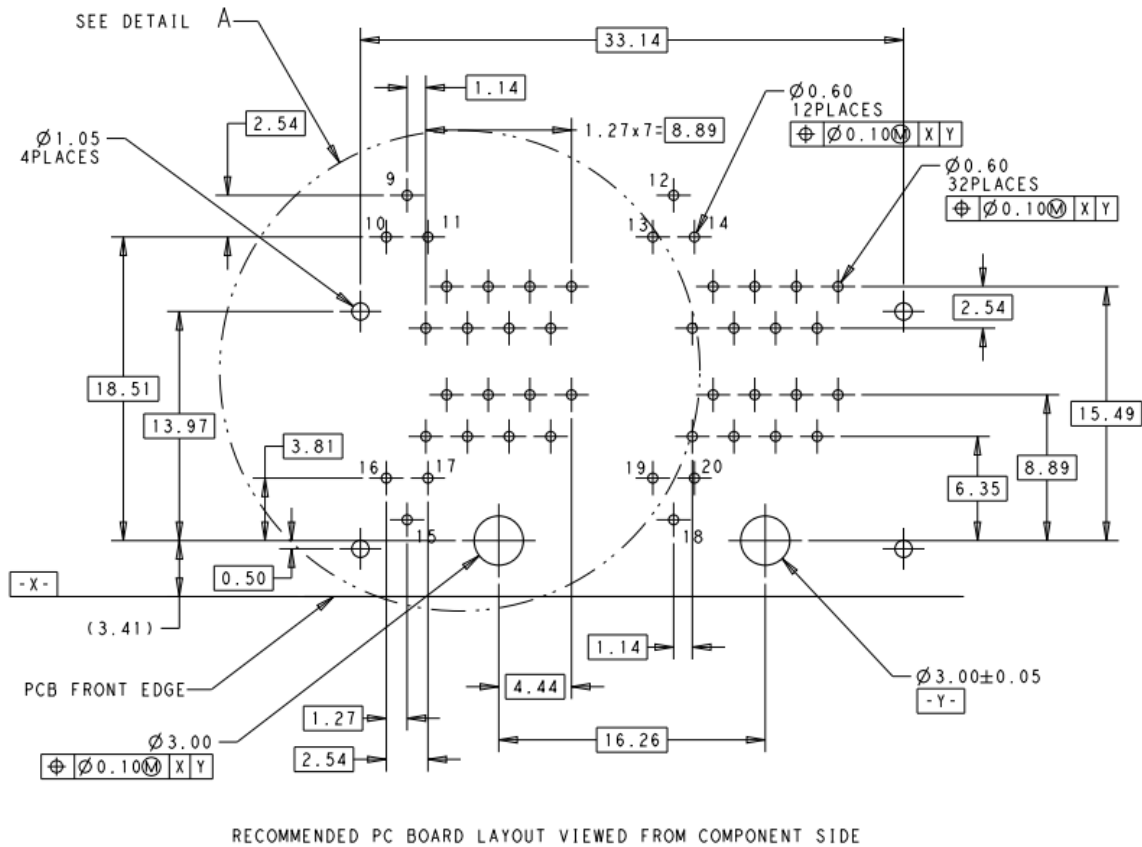 SEE DETAIL A
33.14
1.14
2.54
1.27x7=8.89
Ø0.60
12PLACES
⌖ Ø0.10Ⓜ X Y
Ø1.05
4PLACES
Ø0.60
32PLACES
⌖ Ø0.10Ⓜ X Y
9
12
10
11
13
14
2.54
18.51
13.97
15.49
3.81
8.89
6.35
16
17
19
20
15
18
0.50
-X-
(3.41)
1.14
PCB FRONT EDGE
4.44
Ø3.00±0.05
-Y-
1.27
Ø3.00
⌖ Ø0.10Ⓜ X Y
2.54
16.26
RECOMMENDED PC BOARD LAYOUT VIEWED FROM COMPONENT SIDE